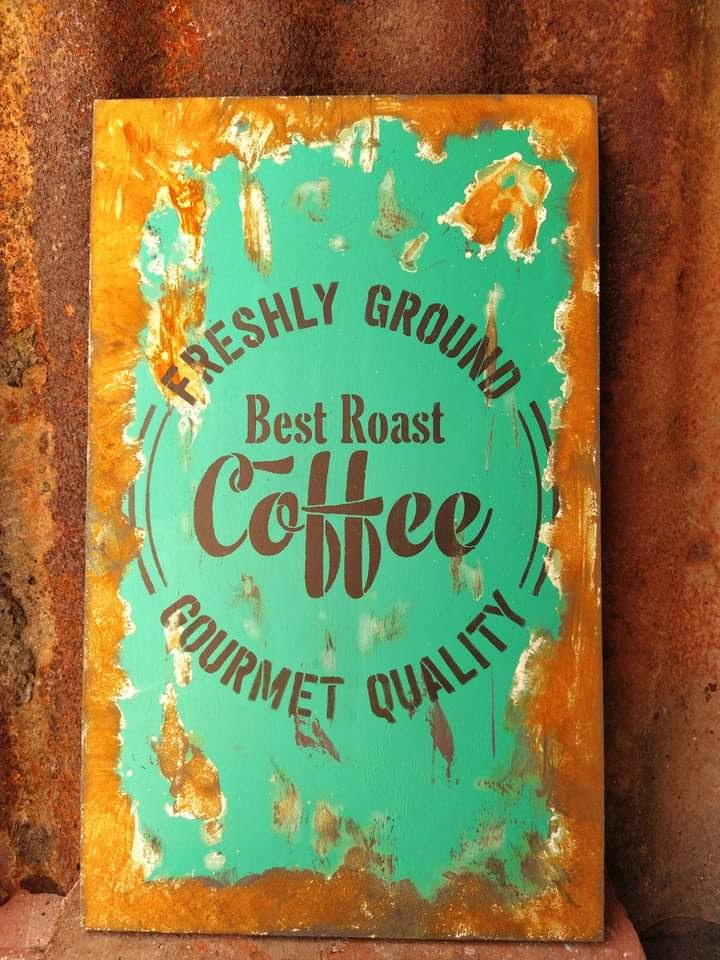 FRESHLY GROUND
Best Roast
Coffee
GOURMET QUALITY